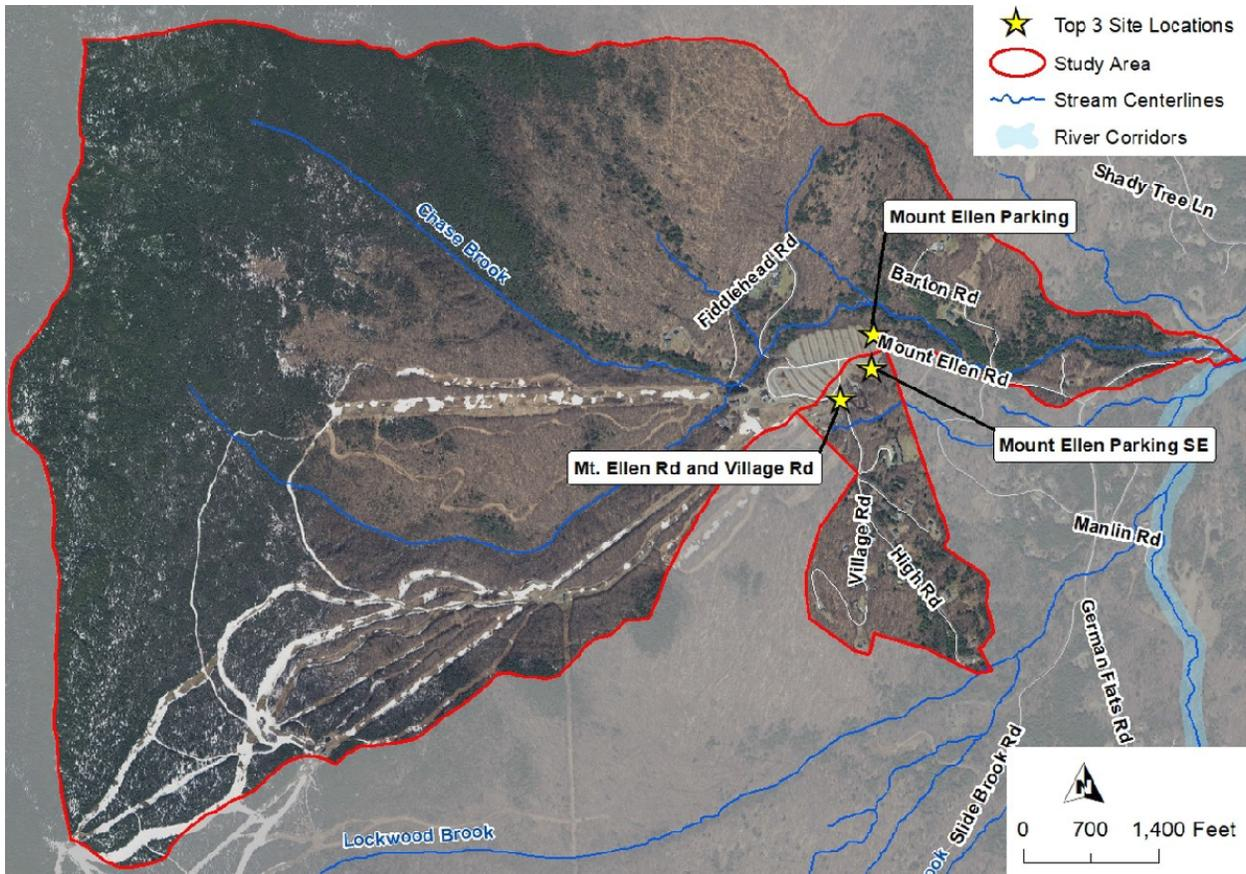 Top 3 Site Locations
Study Area
Stream Centerlines
River Corridors
Shady Tree Ln
Mount Ellen Parking
Chase Brook
Fiddlehead Rd
Barton Rd
Mount Ellen Rd
Mount Ellen Parking SE
Mt. Ellen Rd and Village Rd
Manlin Rd
Village Rd
High Rd
German Flats Rd
Slide Brook Rd
Lockwood Brook
ook
N
0 700 1,400 Feet